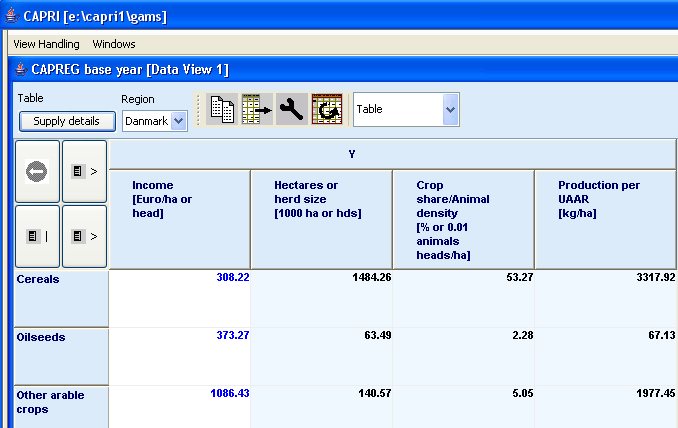 CAPRI [e:\capri1\gams]
View Handling Windows
CAPREG base year [Data View 1]
Table Region
Supply details Danmark Table
Y
Income
[Euro/ha or
head]
Hectares or
herd size
[1000 ha or hds]
Crop
share/Animal
density
[% or 0.01
animals
heads/ha]
Production per
UAAR
[kg/ha]
Cereals 308.22 1484.26 53.27 3317.92
Oilseeds 373.27 63.49 2.28 67.13
Other arable
crops 1086.43 140.57 5.05 1977.45